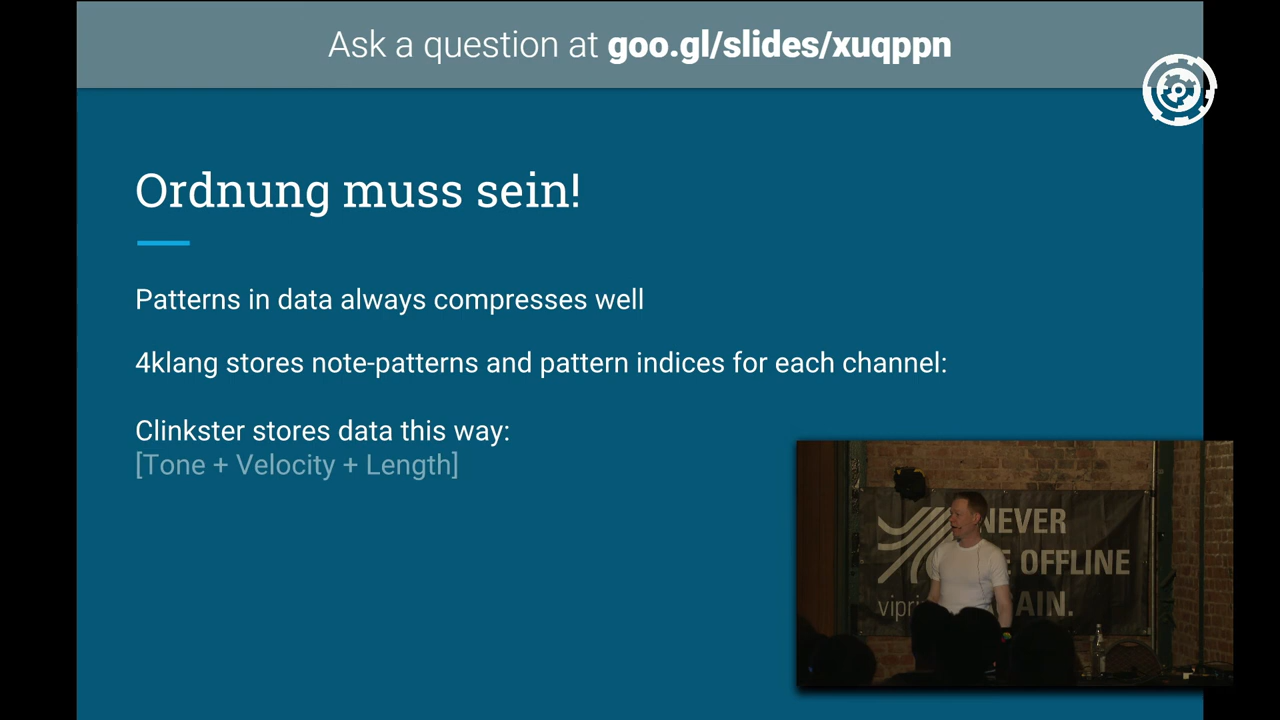 Ask a question at goo.gl/slides/xuqppn
Ordnung muss sein!
Patterns in data always compresses well
4klang stores note-patterns and pattern indices for each channel:
Clinkster stores data this way:
[Tone + Velocity + Length]
NEVER
OFFLINE
AIN.
vipri